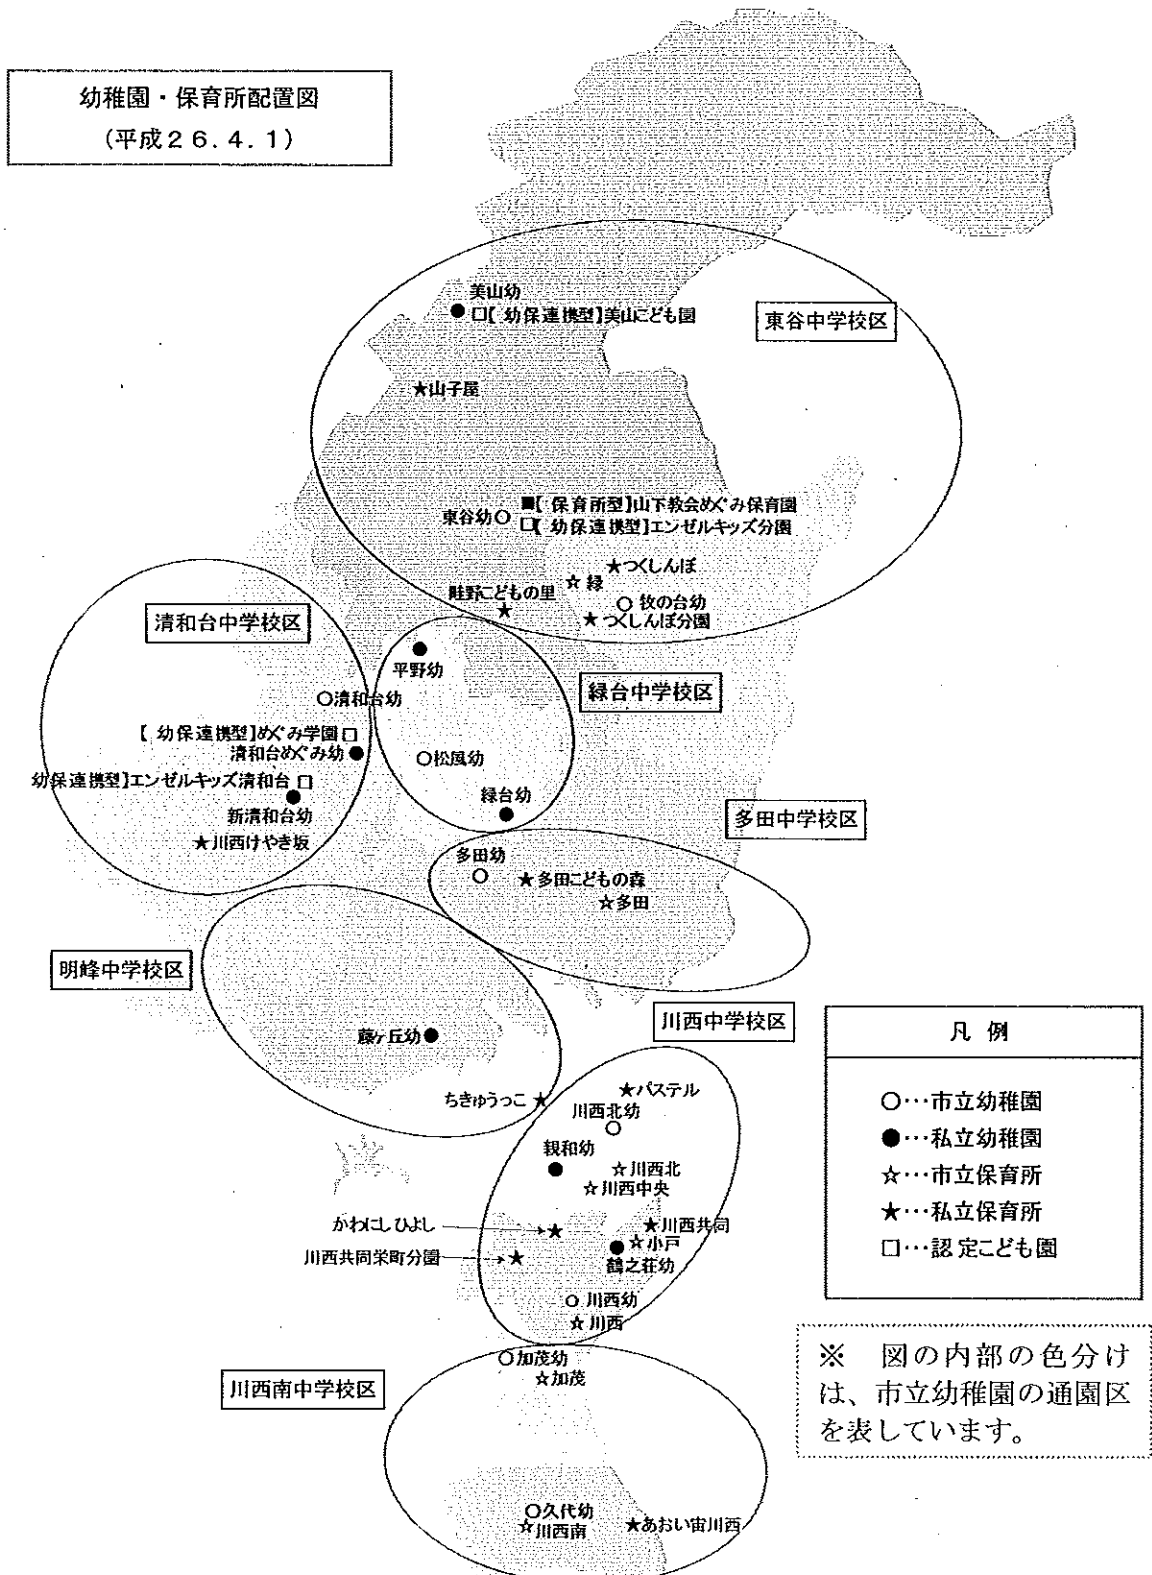 幼稚園・保育所配置図
(平成26.4.1)
美山幼
●□【 幼保連携型】美山こども園
東谷中学校区
★山子屋
■【 保育所型】山下教会めぐみ保育園
東谷幼○
□【 幼保連携型】エンゼルキッズ分園
★つくしんぼ
☆緑
畦野こどもの里
★
○ 牧の台幼
★つくしんぼ分園
清和台中学校区
●
平野幼
緑台中学校区
○清和台幼
【 幼保連携型】めぐみ学園□
清和台めぐみ幼●
○松風幼
幼保連携型】エンゼルキッズ清和台□
●
新清和台幼
緑台幼
●
★川西けやき坂
多田中学校区
多田幼
○
★多田こどもの森
☆多田
明峰中学校区
藤ヶ丘幼●
ちきゅうっこ★
川西中学校区
★パステル
川西北幼
○
親和幼
●
☆川西北
☆川西中央
かわにしひよし→★
★川西共同
☆小戸
川西共同栄町分園→★
●
鶴之荘幼
○川西幼
☆川西
川西南中学校区
○加茂幼
☆加茂
○久代幼
☆川西南
★あおい宙川西
凡 例
○…市立幼稚園
●…私立幼稚園
☆…市立保育所
★…私立保育所
□…認定こども園
※ 図の内部の色分け
は、市立幼稚園の通園区
を表しています。